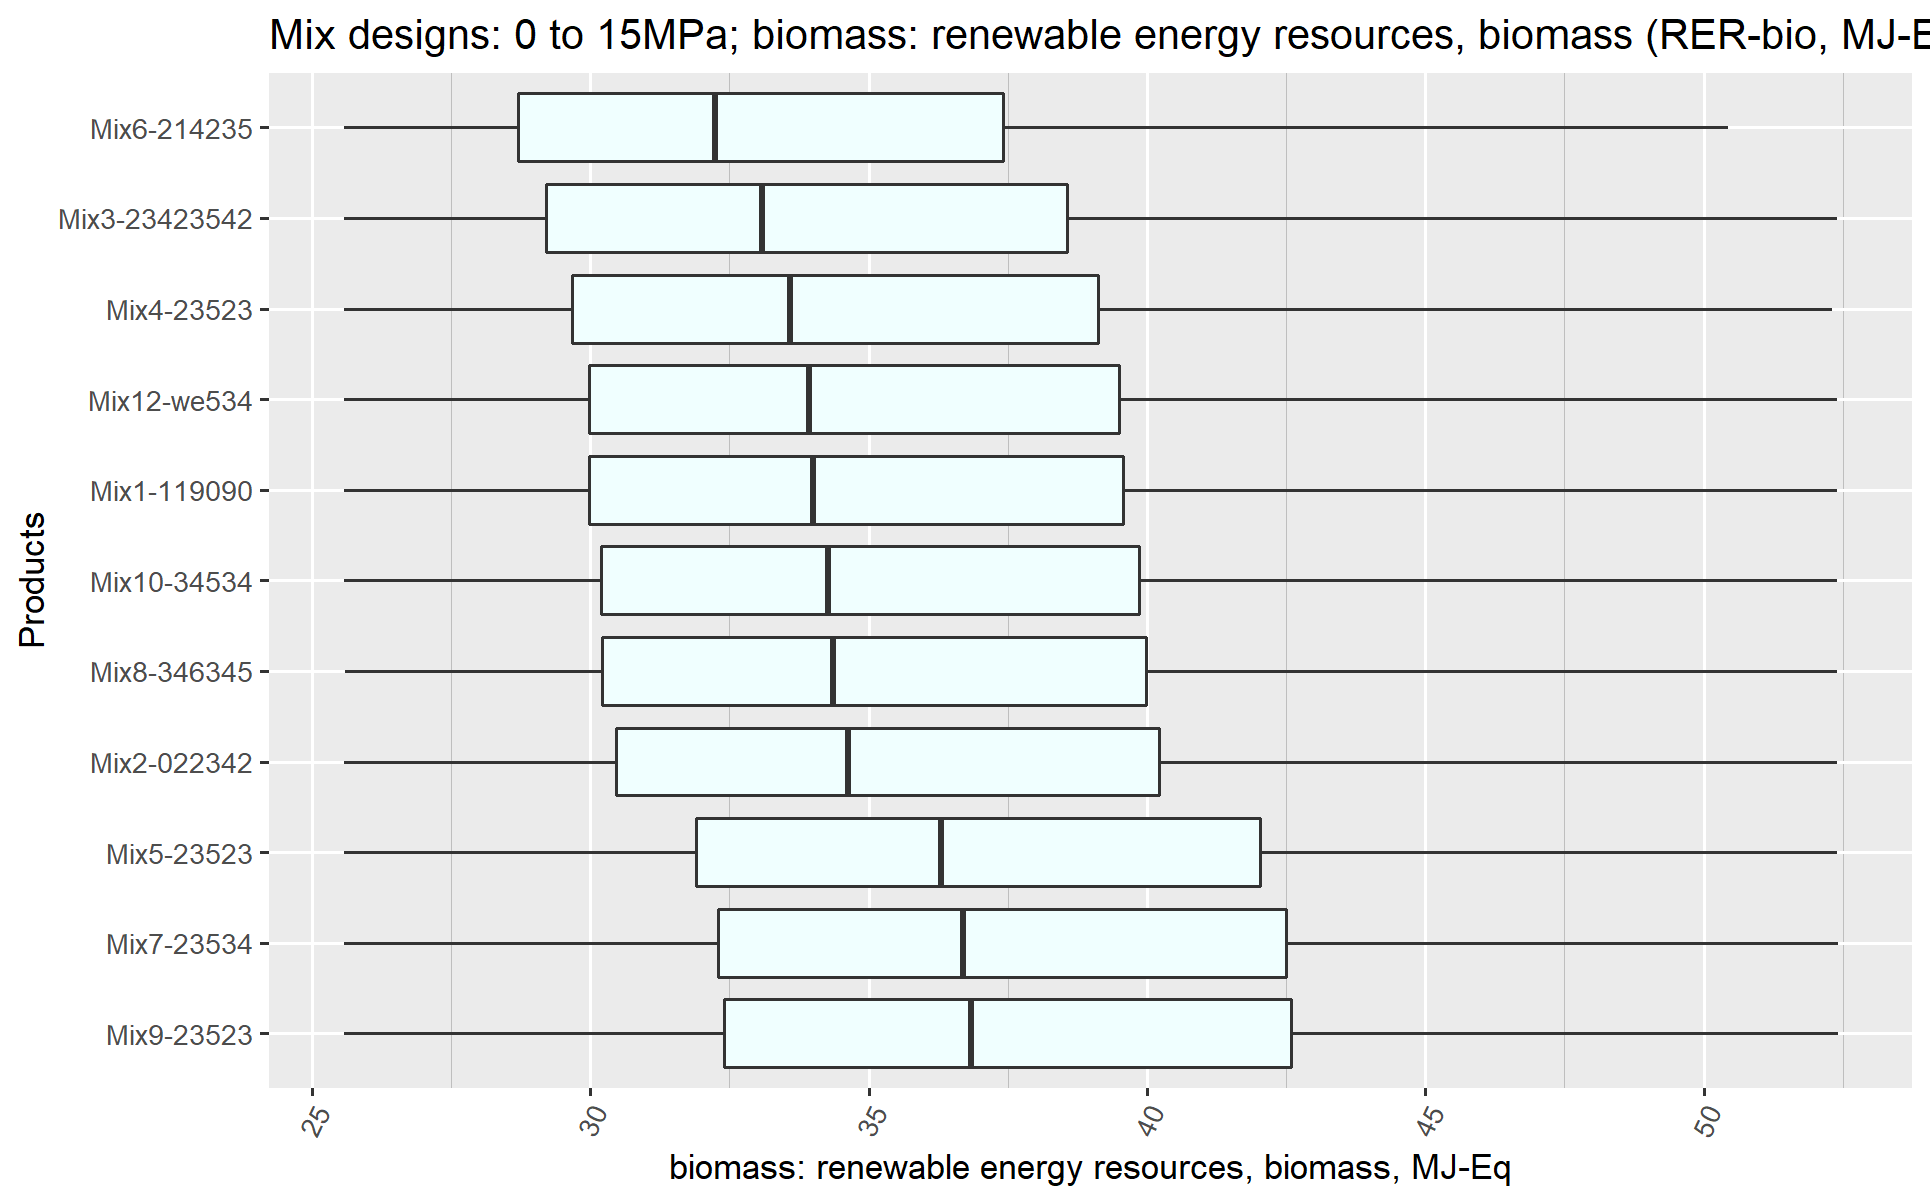 Mix designs: 0 to 15MPa; biomass: renewable energy resources, biomass (RER-bio, MJ-E
Mix6-214235
Mix3-23423542
Mix4-23523
Mix12-we534
Mix1-119090
Mix10-34534
Mix8-346345
Mix2-022342
Mix5-23523
Mix7-23534
Mix9-23523
Products
25 30 35 40 45 50
biomass: renewable energy resources, biomass, MJ-Eq